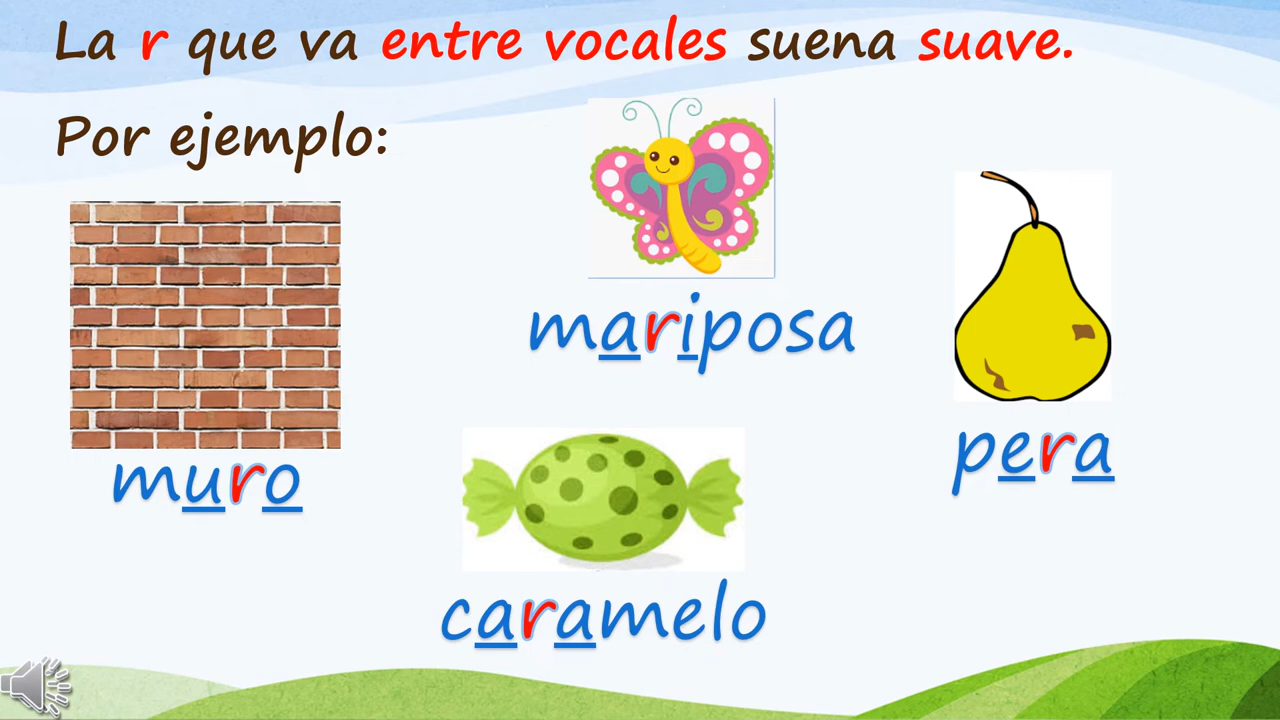 La r que va entre vocales suena suave.
Por ejemplo:
mariposa
pera
muro
caramelo